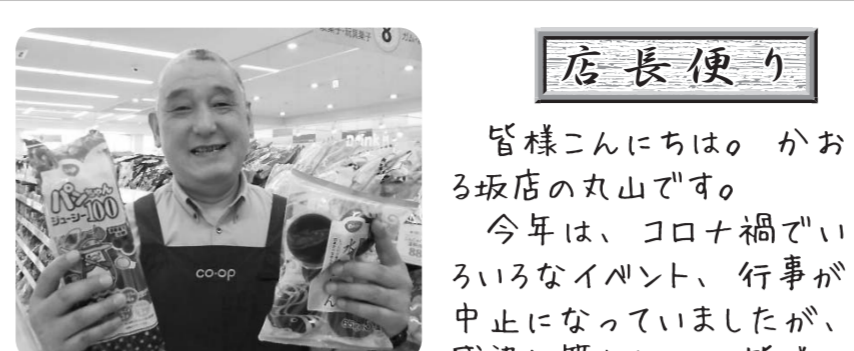 8
店長便り
パンちゃん
ジューシー100
co-op
皆様こんにちは。かお
る坂店の丸山です。
今年は、コロナ禍でい
ろいろなイベント、行事が
中止になっていましたが、